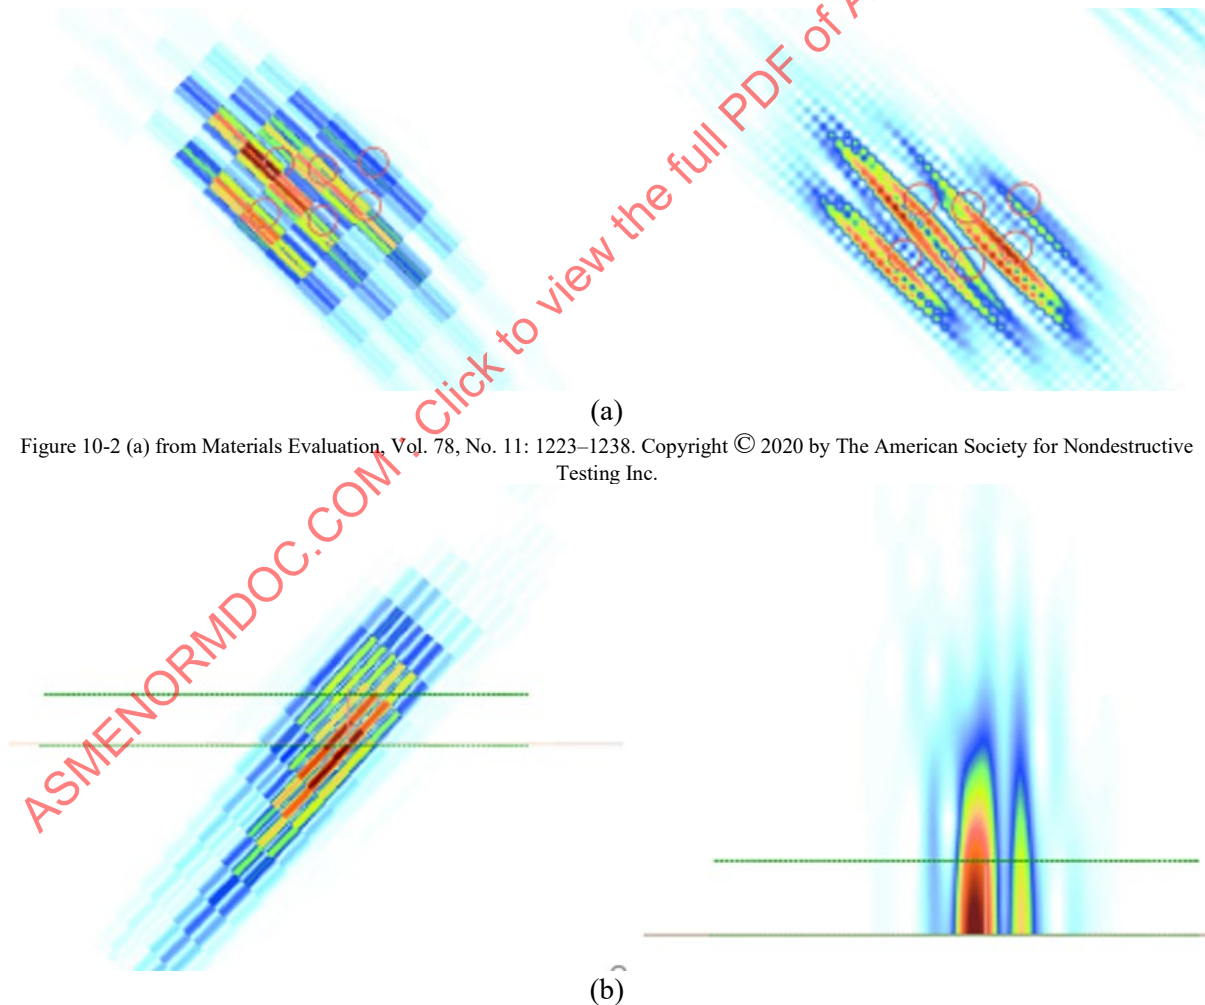 (a)
Figure 10-2 (a) from Materials Evaluation, Vol. 78, No. 11: 1223–1238. Copyright © 2020 by The American Society for Nondestructive
Testing Inc.
ASMENORMDOC.COM : Click to view the full PDF of A
(b)